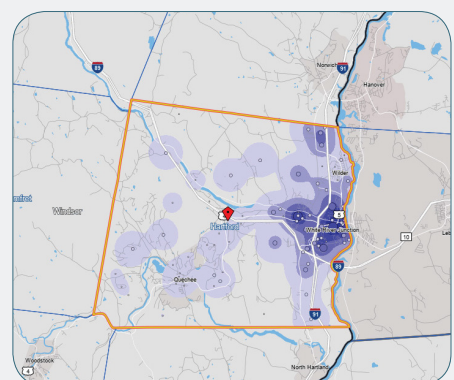 91
89
Norwich
Hanover
Wilder
mfret
Windsor
Hartford
5
White River Junction
10
Leb
89
Quechee
91
Woodstock
4
North Hartland